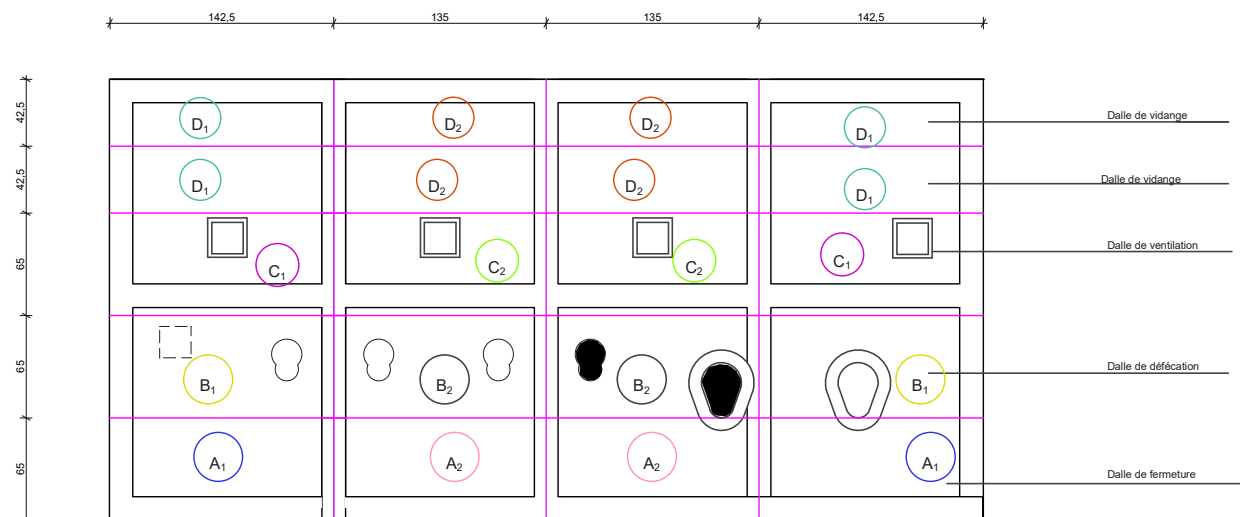 142,5 135 135 142,5
42,5
D1 D2 D2 D1 Dalle de vidange
42,5
D1 D2 D2 D1 Dalle de vidange
65
C1 C2 C2 C1 Dalle de ventilation
65
B1 B2 B2 B1 Dalle de défécation
65
A1 A2 A2 A1 Dalle de fermeture